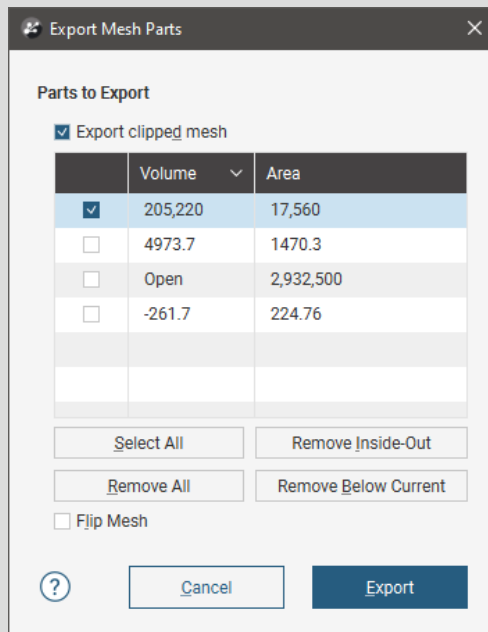 Export Mesh Parts
Parts to Export
Export clipped mesh
Volume Area
205,220 17,560
4973.7 1470.3
Open 2,932,500
-261.7 224.76
Select All Remove Inside-Out
Remove All Remove Below Current
Flip Mesh
? Cancel Export